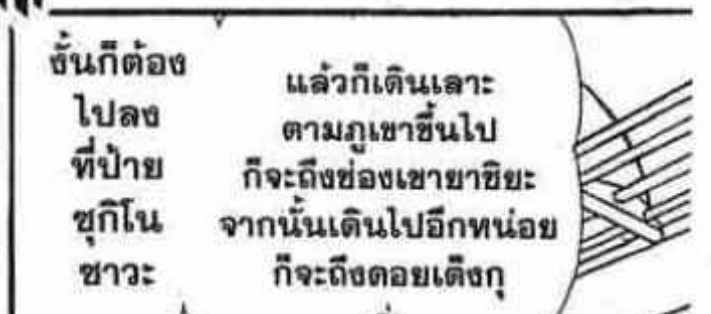 งั้นก็ต้อง
ไปลง
ที่ป้าย
ซุกิโน
ซาวะ
แล้วก็เดินเลาะ
ตามภูเขาขึ้นไป
ก็จะถึงช่องเขายาชิยะ
จากนั้นเดินไปอีกหน่อย
ก็จะถึงดอยเด็งกุ